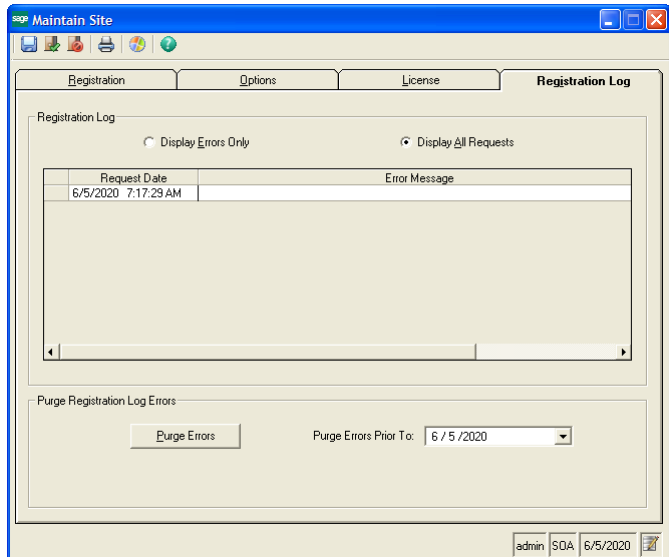 sage Maintain Site
Registration Options License Registration Log
Registration Log
Display Errors Only Display All Requests
Request Date Error Message
6/5/2020 7:17:29 AM
Purge Registration Log Errors
Purge Errors Purge Errors Prior To: 6 / 5 /2020
admin SOA 6/5/2020